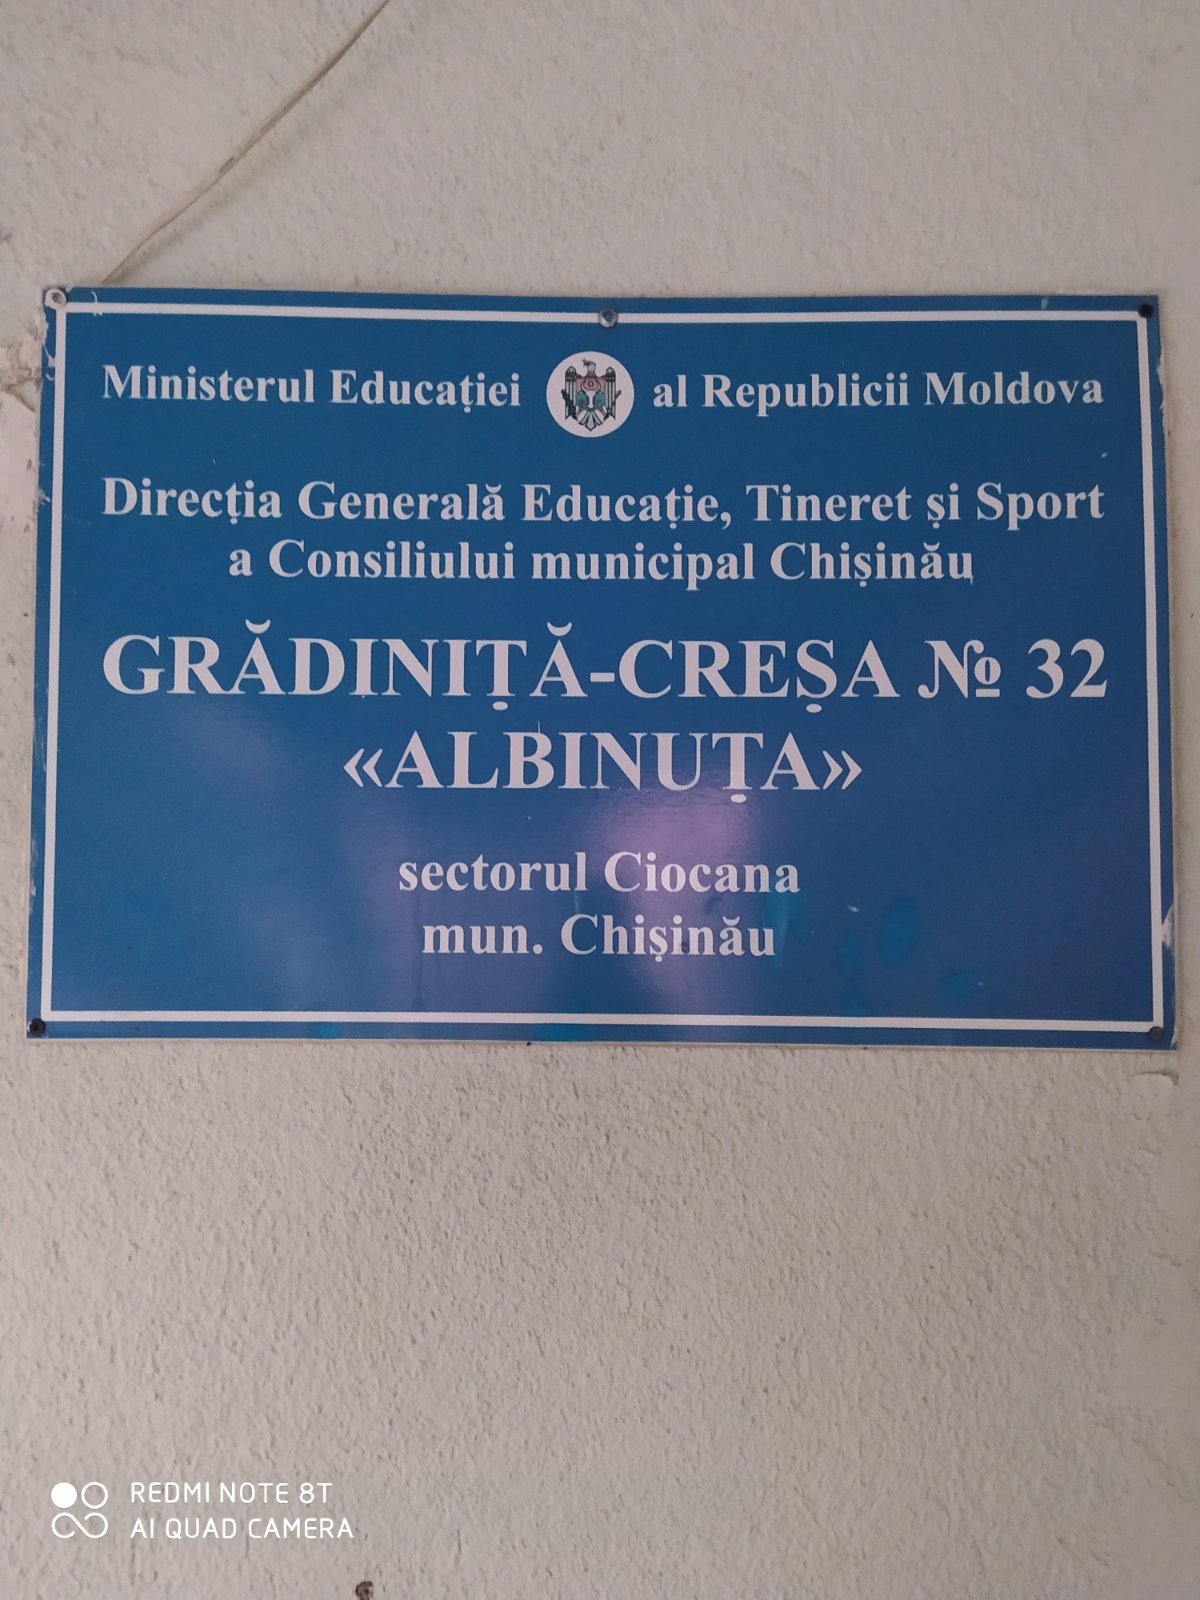 Ministerul Educației al Republicii Moldova
Direcția Generală Educație, Tineret și Sport
a Consiliului municipal Chișinău
GRĂDINIȚĂ-CREȘA № 32
«ALBINUȚA»
sectorul Ciocana
mun. Chișinău
REDMI NOTE 8T
AI QUAD CAMERA